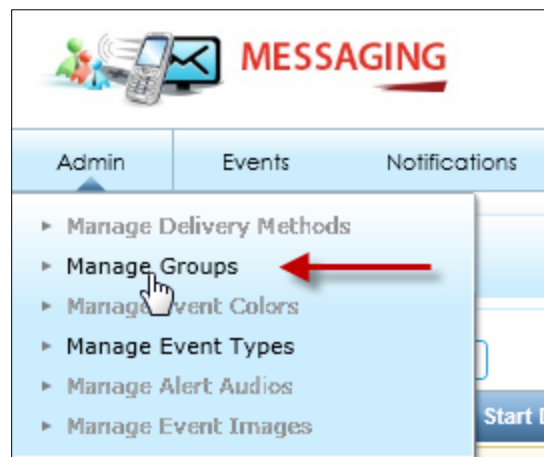 MESSAGING
Admin Events Notifications
Manage Delivery Methods
Manage Groups
Manage Event Colors
Manage Event Types
Manage Alert Audios
Manage Event Images
Start